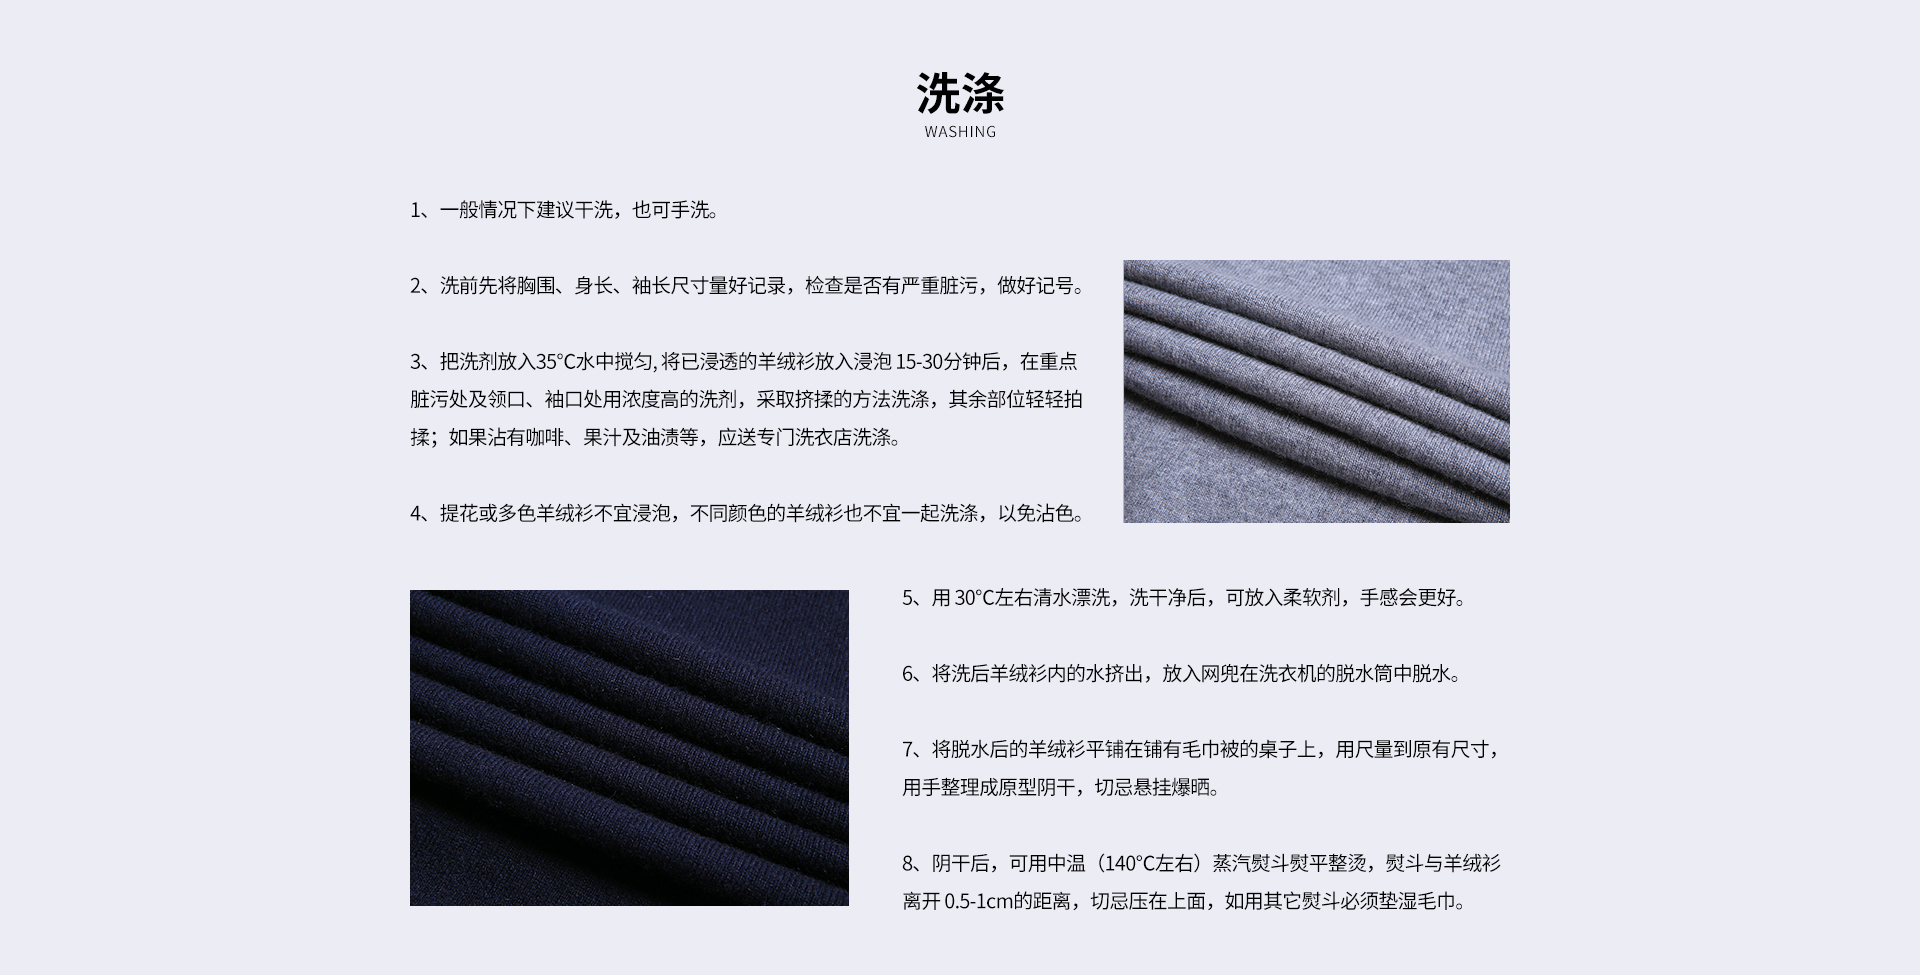 洗涤
WASHING
1、一般情况下建议干洗，也可手洗。
2、洗前先将胸围、身长、袖长尺寸量好记录，检查是否有严重脏污，做好记号。
3、把洗剂放入35℃水中搅匀, 将已浸透的羊绒衫放入浸泡 15-30分钟后，在重点
脏污处及领口、袖口处用浓度高的洗剂，采取挤揉的方法洗涤，其余部位轻轻拍
揉；如果沾有咖啡、果汁及油渍等，应送专门洗衣店洗涤。
4、提花或多色羊绒衫不宜浸泡，不同颜色的羊绒衫也不宜一起洗涤，以免沾色。
5、用 30℃左右清水漂洗，洗干净后，可放入柔软剂，手感会更好。
6、将洗后羊绒衫内的水挤出，放入网兜在洗衣机的脱水筒中脱水。
7、将脱水后的羊绒衫平铺在铺有毛巾被的桌子上，用尺量到原有尺寸，
用手整理成原型阴干，切忌悬挂爆晒。
8、阴干后，可用中温（140℃左右）蒸汽熨斗熨平整烫，熨斗与羊绒衫
离开 0.5-1cm的距离，切忌压在上面，如用其它熨斗必须垫湿毛巾。